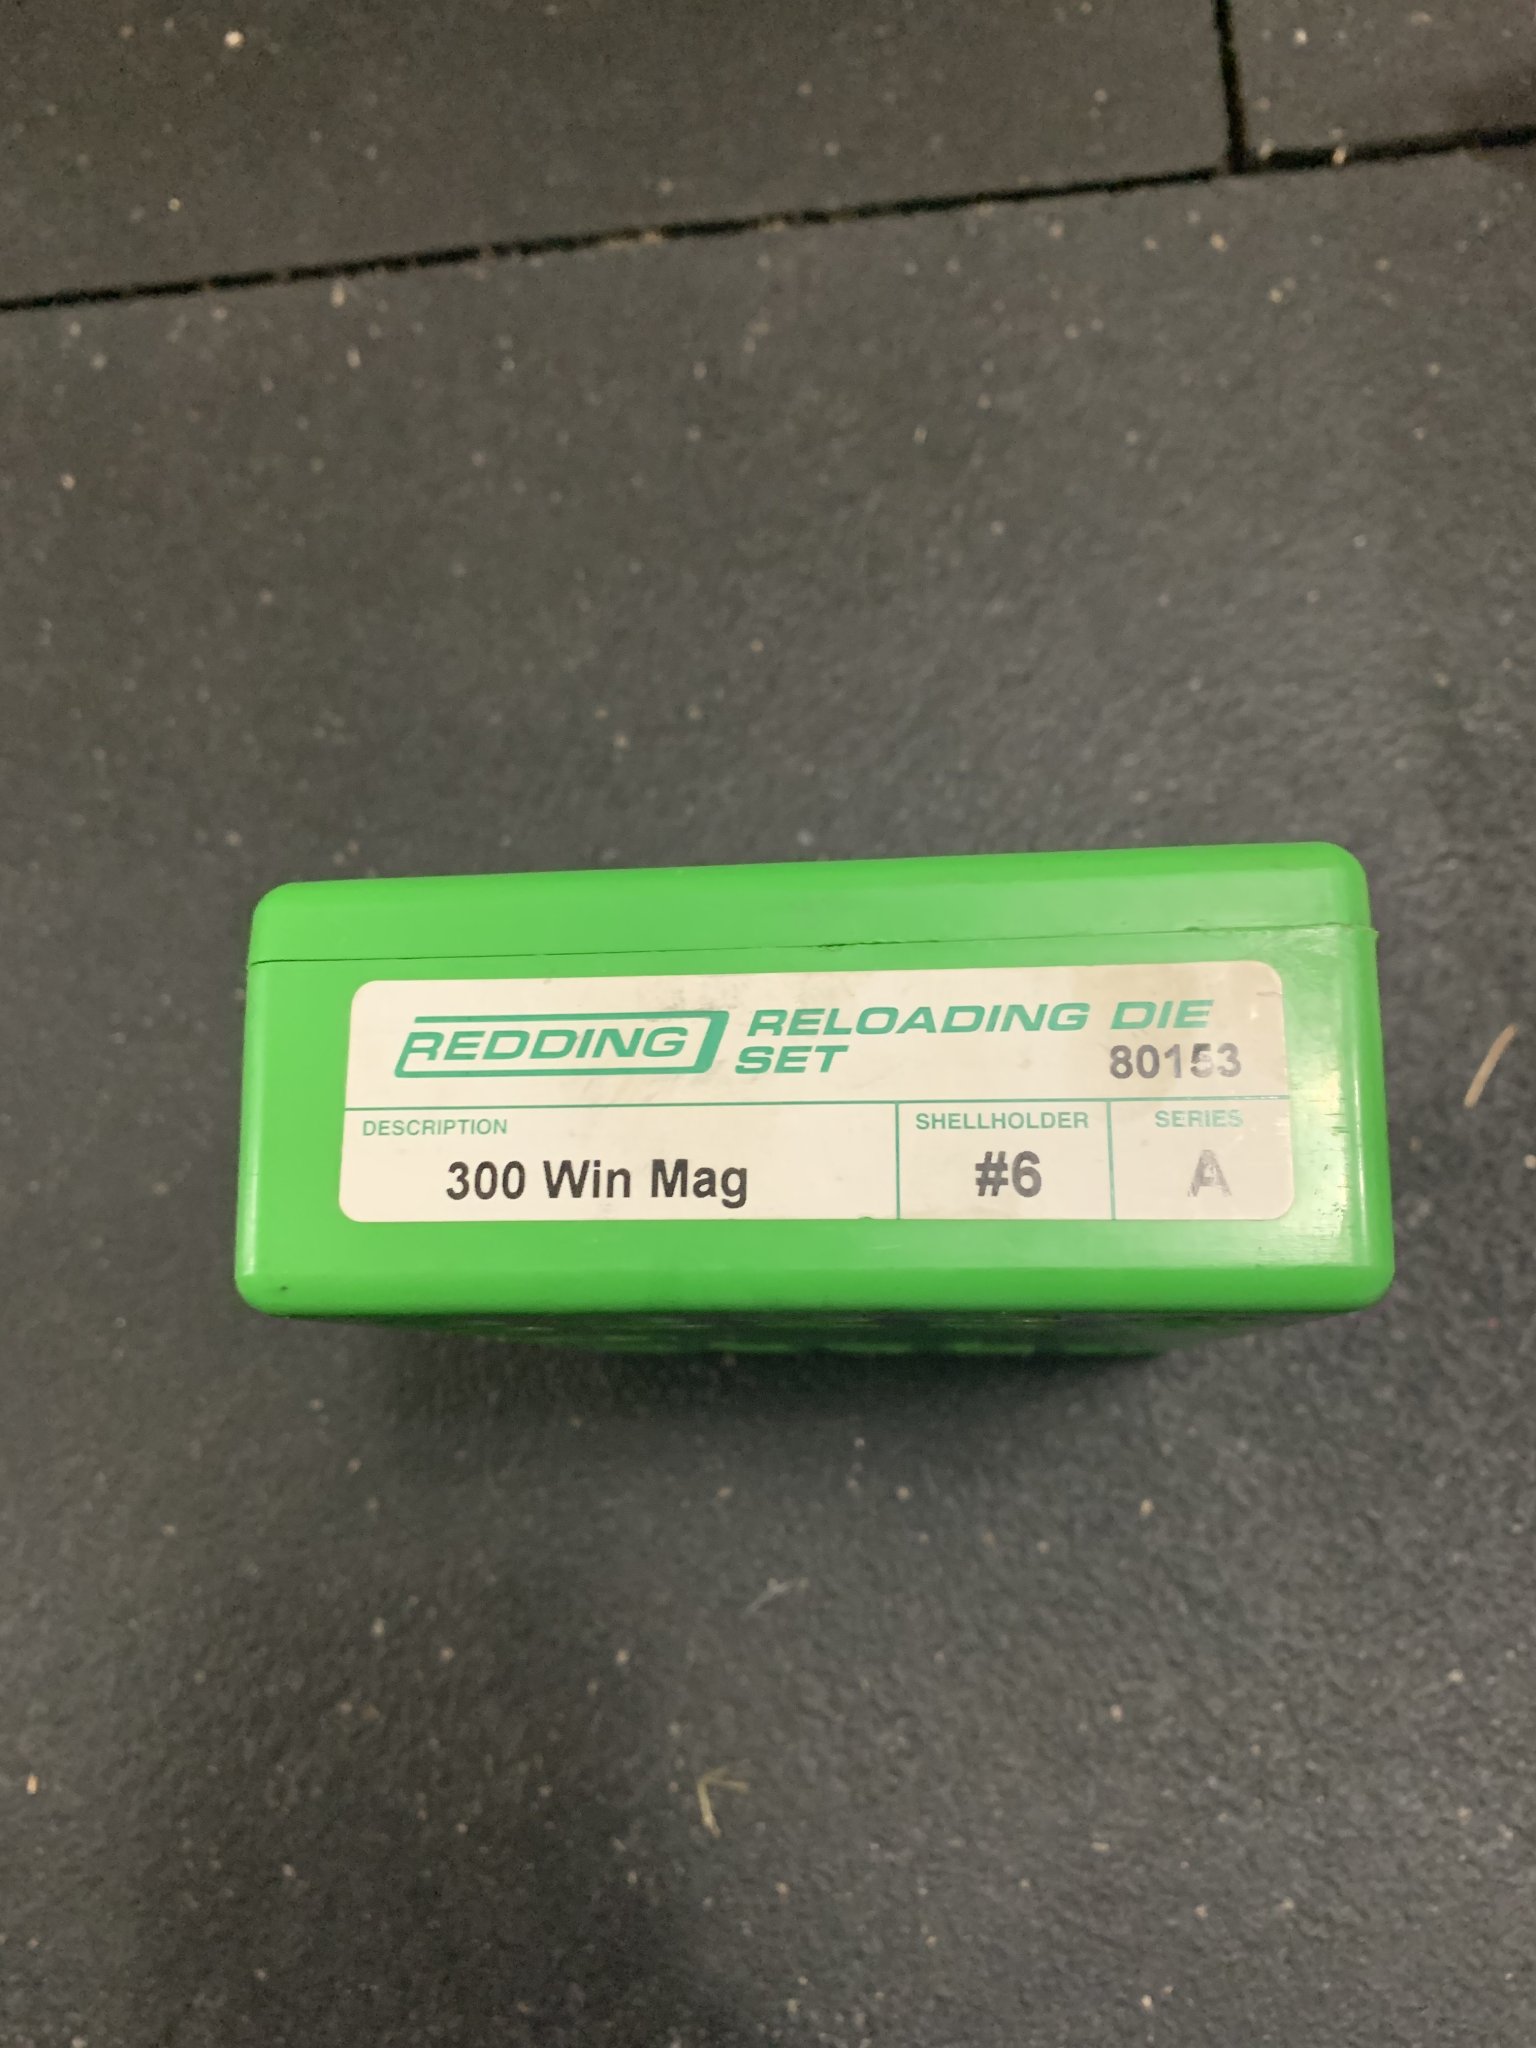 REDDING RELOADING DIE
SET 80153
DESCRIPTION SHELLHOLDER SERIES
300 Win Mag #6 A